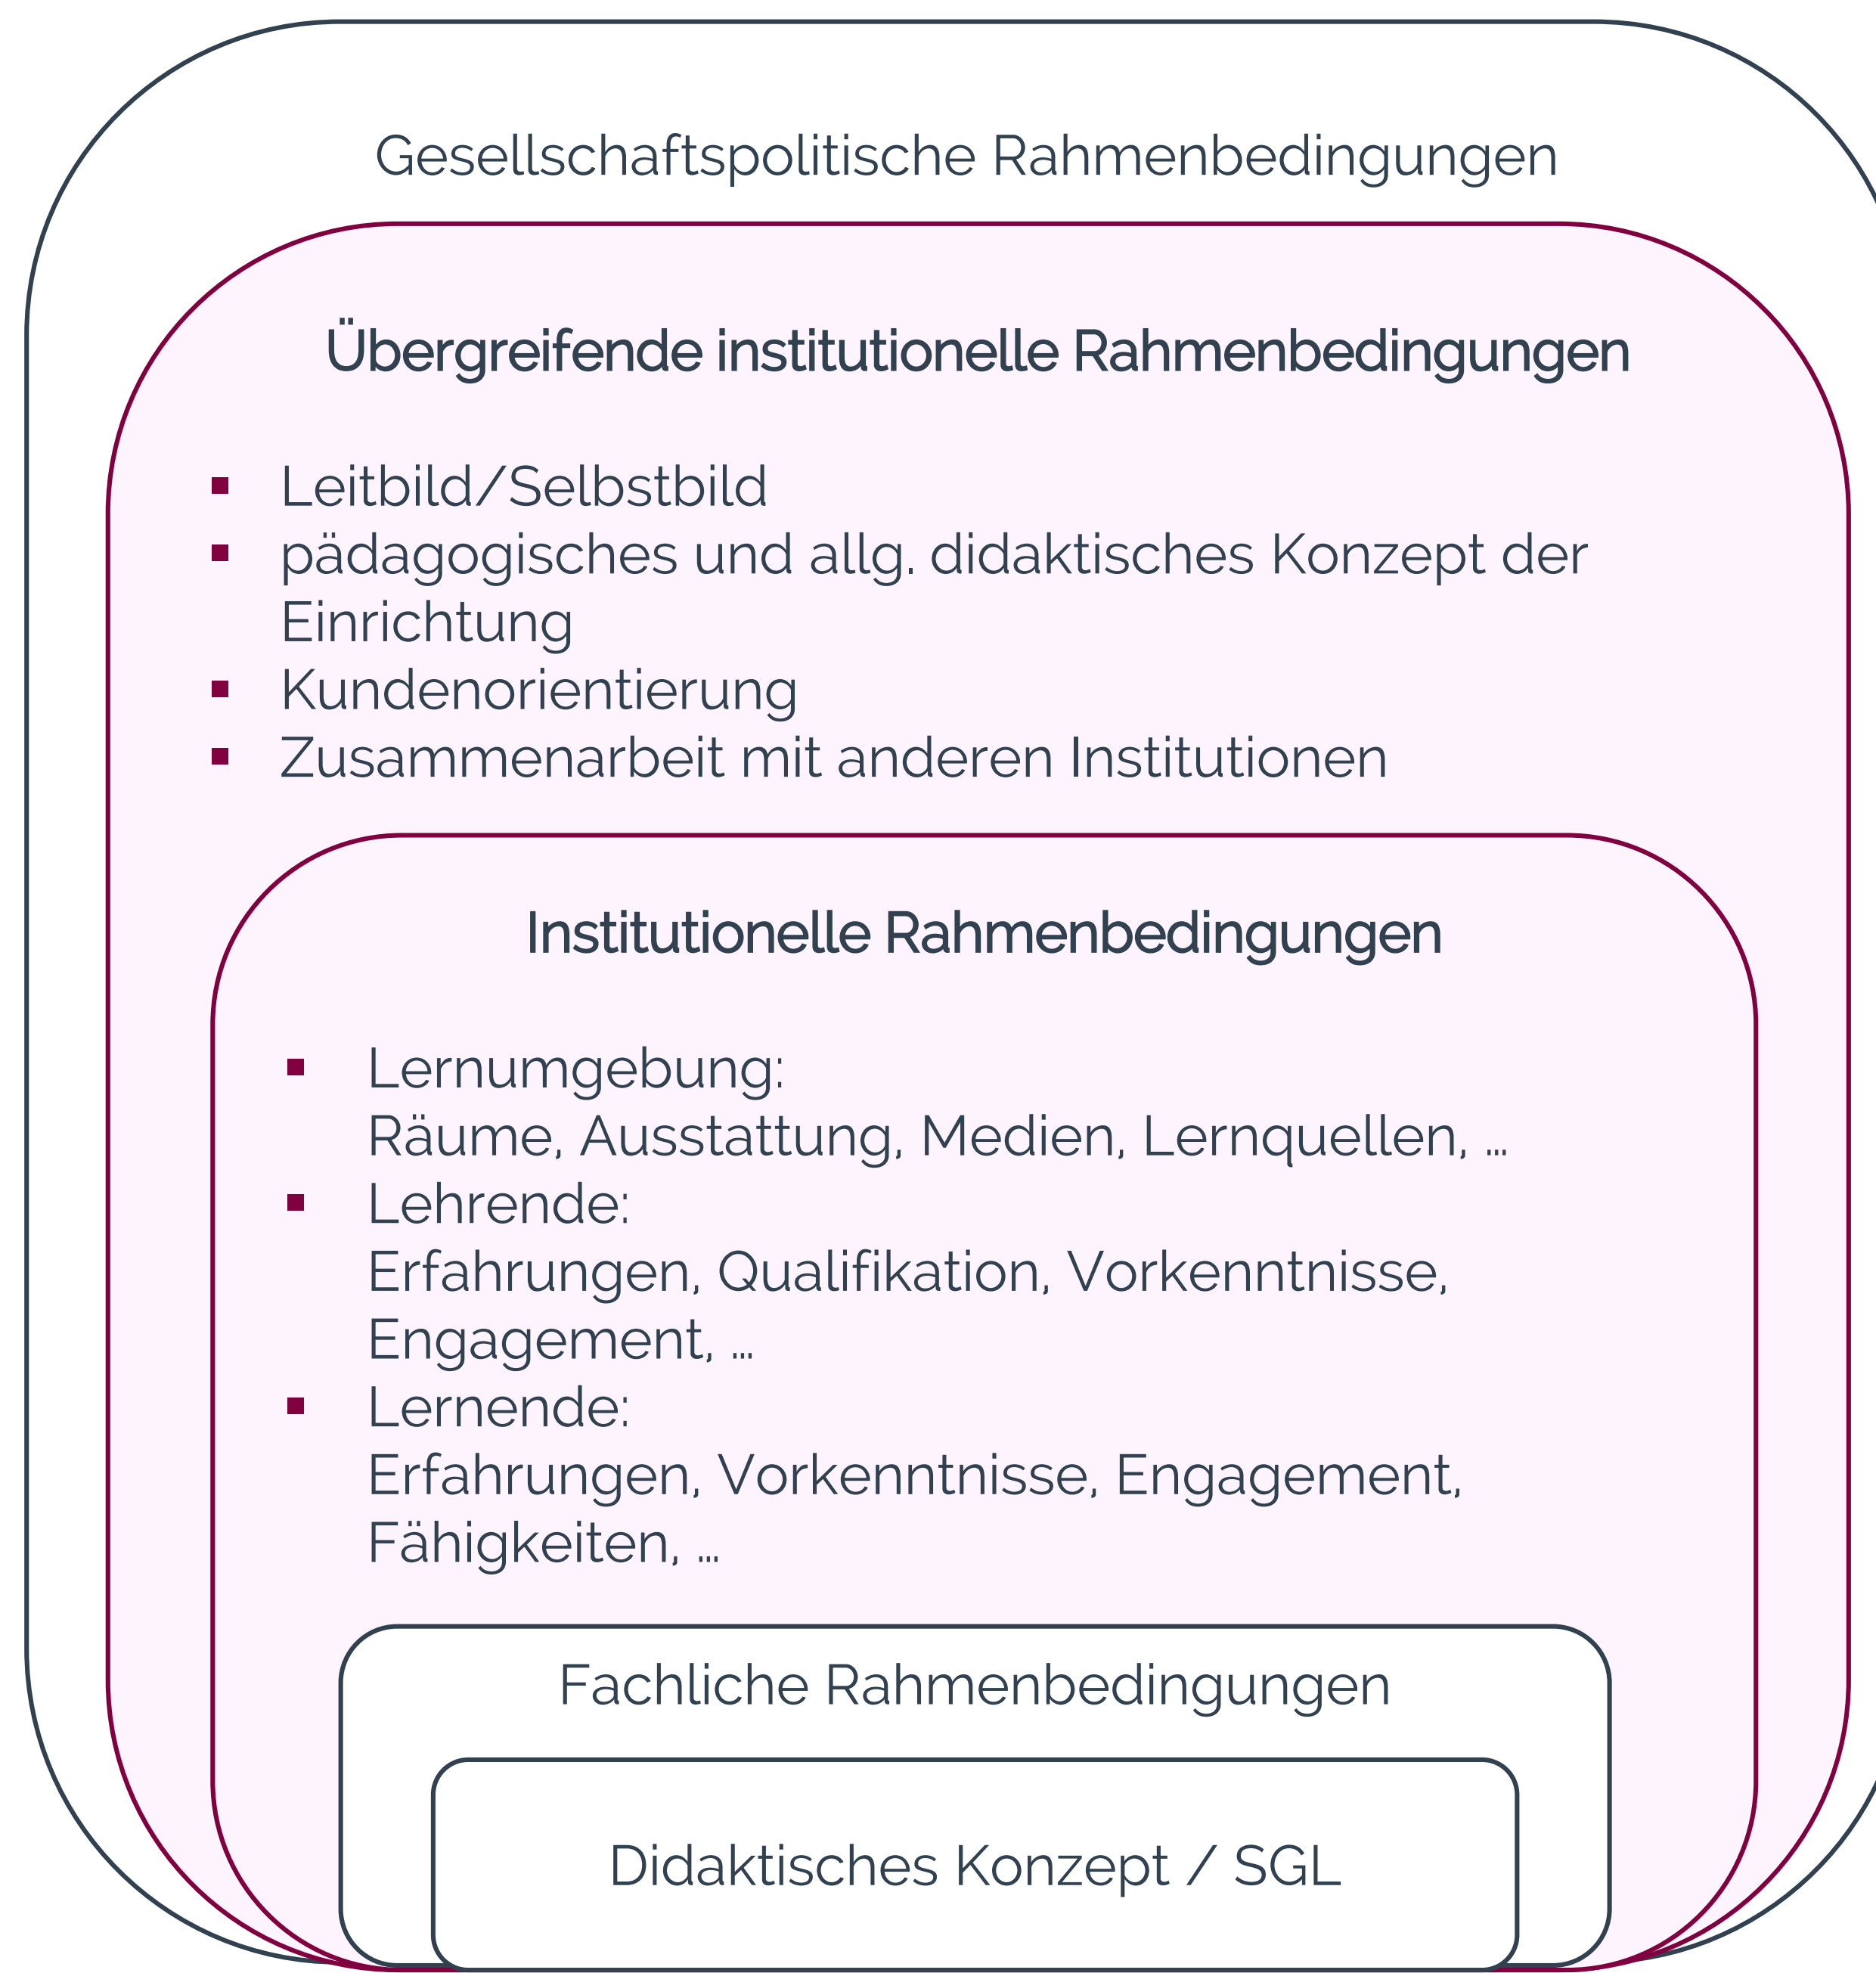 Gesellschaftspolitische Rahmenbedingungen
Übergreifende institutionelle Rahmenbedingungen
▪ Leitbild/Selbstbild
▪ pädagogisches und allg. didaktisches Konzept der
Einrichtung
▪ Kundenorientierung
▪ Zusammenarbeit mit anderen Institutionen
Institutionelle Rahmenbedingungen
▪ Lernumgebung:
Räume, Ausstattung, Medien, Lernquellen, ...
▪ Lehrende:
Erfahrungen, Qualifikation, Vorkenntnisse,
Engagement, ...
▪ Lernende:
Erfahrungen, Vorkenntnisse, Engagement,
Fähigkeiten, ...
Fachliche Rahmenbedingungen
Didaktisches Konzept / SGL